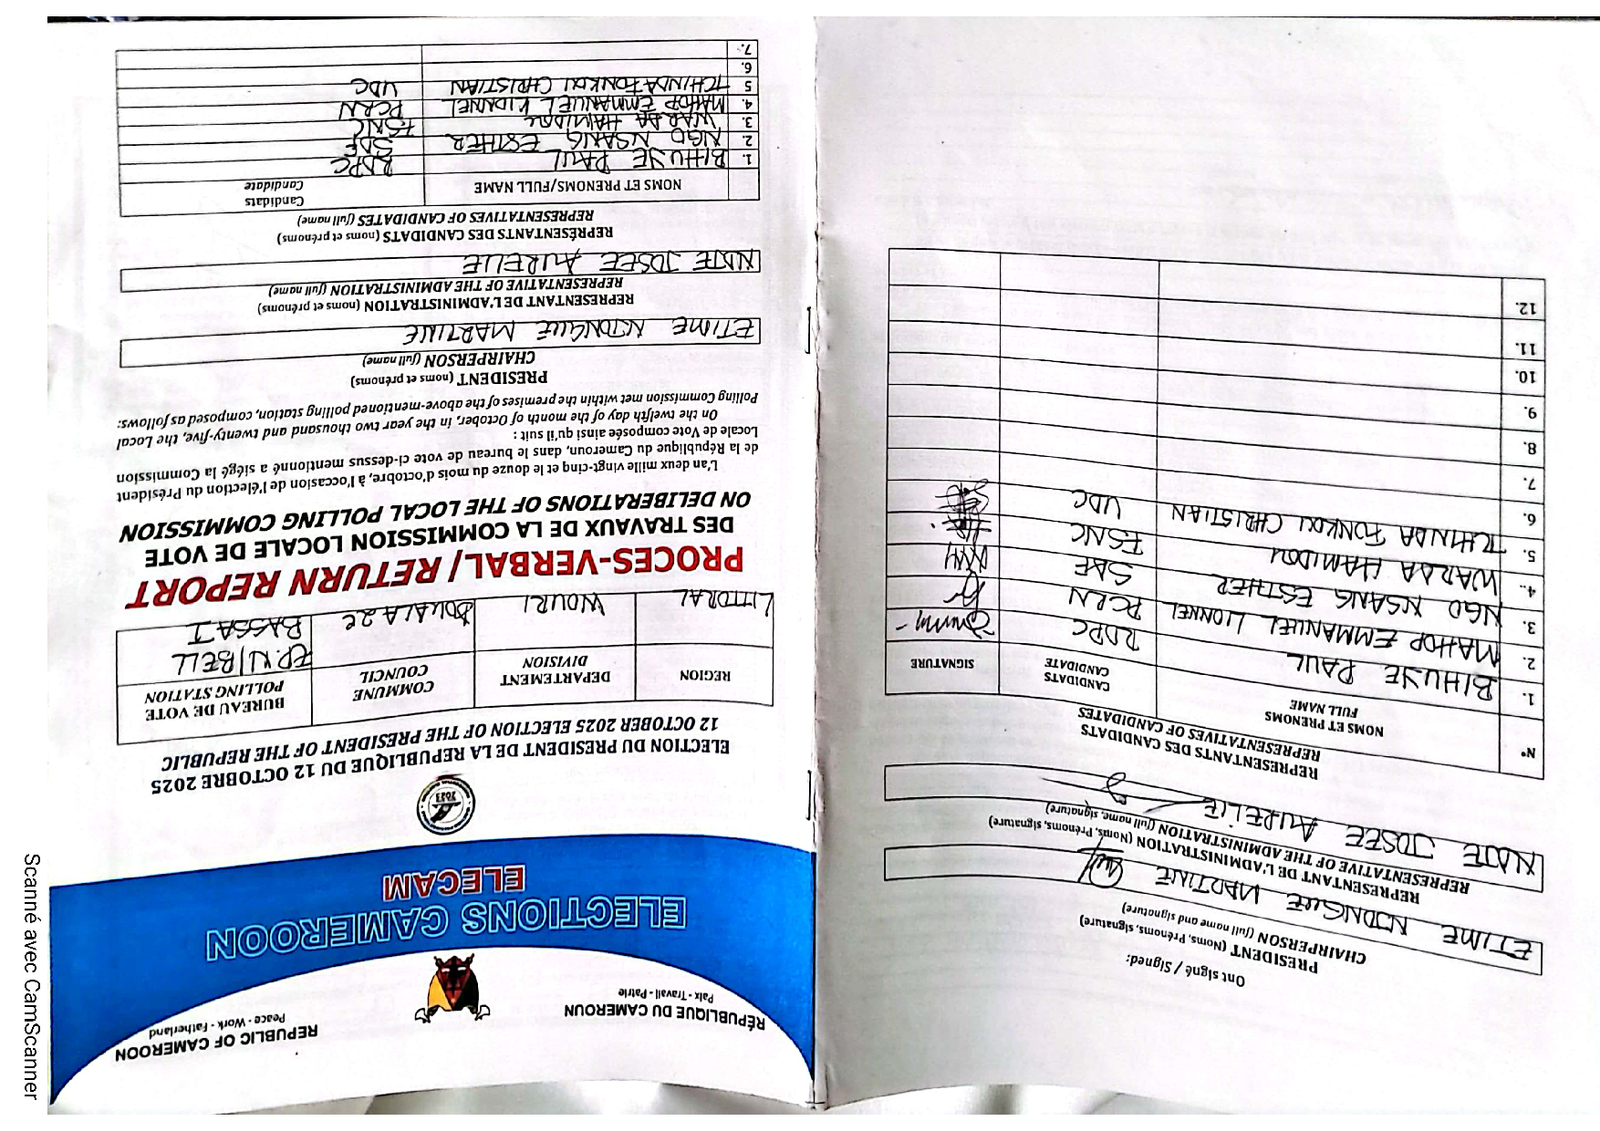 RÉPUBLIQUE DU CAMEROUN
Paix - Travail - Patrie
REPUBLIC OF CAMEROON
Peace - Work - Fatherland
ELECTIONS CAMEROON
ELECAM
ELECTION DU PRESIDENT DE LA REPUBLIQUE DU 12 OCTOBRE 2025
12 OCTOBER 2025 ELECTION OF THE PRESIDENT OF THE REPUBLIC
REGION
DEPARTEMENT
DIVISION
COMMUNE
COUNCIL
BUREAU DE VOTE
POLLING STATION
LITTORAL
WOURI
DOUALA 2e
EP.NJ/BELL
BASSA I
PROCES-VERBAL/ RETURN REPORT
DES TRAVAUX DE LA COMMISSION LOCALE DE VOTE
ON DELIBERATIONS OF THE LOCAL POLLING COMMISSION
L'an deux mille vingt-cinq et le douze du mois d'octobre, à l'occasion de l'élection du Président
de la République du Cameroun, dans le bureau de vote ci-dessus mentionné a siégé la Commission
Locale de Vote composée ainsi qu'il suit :
On the twelfth day of the month of October, in the year two thousand and twenty-five, the Local
Polling Commission met within the premises of the above-mentioned polling station, composed as follows:
PRESIDENT (noms et prénoms)
CHAIRPERSON (full name)
ETIME NJONGUE MARTINE
REPRESENTANT DE L'ADMINISTRATION (noms et prénoms)
REPRESENTATIVE OF THE ADMINISTRATION (full name)
JOSEE AURELIE
REPRÉSENTANTS DES CANDIDATS (noms et prénoms)
REPRESENTATIVES OF CANDIDATES (full name)
NOMS ET PRENOMS/FULL NAME
Candidats
Candidate
1. BIHUNE PAUL RDPC
2. NGO NSANG ESTHER SDF
3. WARDA HAMIDOU FSNC
4. MAHOP EMMANUEL LIONNEL PCRN
5 TCHINDA FONKOU CHRISTIAN UDC
6.
7.
Ont signé / Signed:
PRESIDENT (Noms, Prénoms, signature)
CHAIRPERSON (full name and signature)
ETIME NJONGUE MARTINE
REPRESENTANT DE L'ADMINISTRATION (Noms, Prénoms, signature)
REPRESENTATIVE OF THE ADMINISTRATION (full name, signature)
JOSEE AURELIE
REPRESENTANTS DES CANDIDATS
REPRESENTATIVES OF CANDIDATES
N°
NOMS ET PRENOMS
FULL NAME
CANDIDATS
CANDIDATE
SIGNATURE
1. BIHUNE PAUL RDPC
2. MAHOP EMMANUEL LIONNEL PCRN
3. NGO NSANG ESTHER SDF
4. WARDA HAMIDOU FSNC
5. TCHINDA FONKOU CHRISTIAN UDC
6.
7.
8.
9.
10.
11.
12.
Scanné avec CamScanner